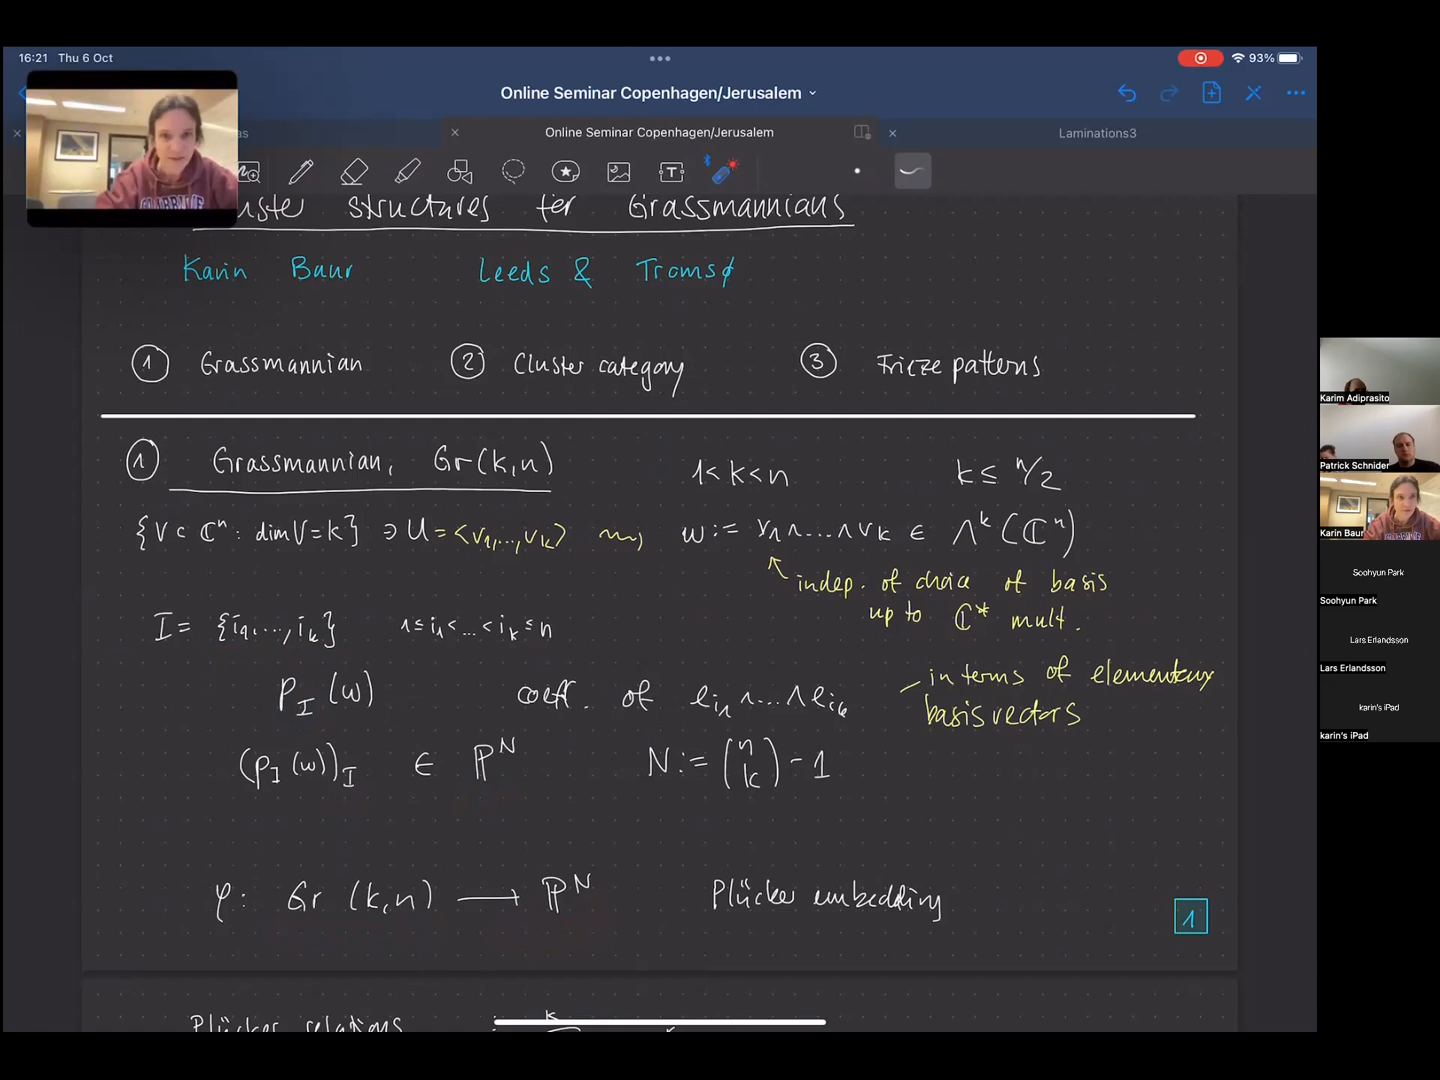 16:21 Thu 6 Oct
93%
Online Seminar Copenhagen/Jerusalem
as
Online Seminar Copenhagen/Jerusalem
Laminations3
uster structures for Grassmannians
Karin Baur Leeds & Tromsø
① Grassmannian ② Cluster category ③ Frieze patterns
① Grassmannian, Gr(k,n) 1<k<n k ≤ n/2
{V ⊂ ℂⁿ : dim V = k} ∋ U = <v₁,...,vₖ> ⇝ w := v₁∧...∧vₖ ∈ Λᵏ(ℂⁿ)
indep. of choice of basis
up to ℂ* mult.
I = {i₁,...,iₖ} 1≤i₁<...<iₖ≤n
p_I(w) coeff. of e_{i₁}∧...∧e_{iₖ} in terms of elementary
basis vectors
(p_I(w))_I ∈ ℙᴺ N := (n k) - 1
φ: Gr(k,n) ⟶ ℙᴺ Plücker embedding
1
Plücker relations
Karim Adiprasito
Patrick Schnider
Karin Baur
Soohyun Park
Soohyun Park
Lars Erlandsson
Lars Erlandsson
karin's iPad
karin's iPad